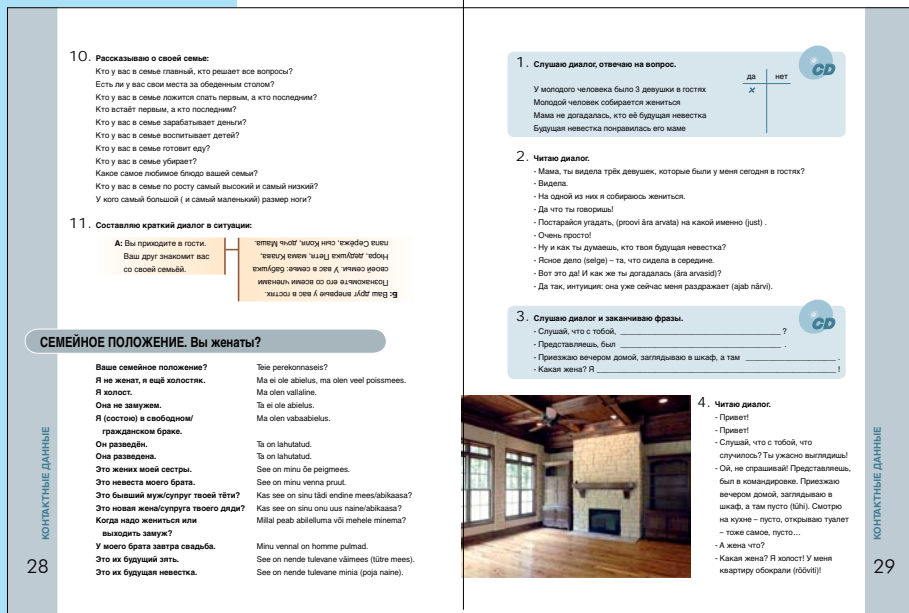 10. Рассказываю о своей семье:
Кто у вас в семье главный, кто решает все вопросы?
Есть ли у вас свои места за обеденным столом?
Кто у вас в семье ложится спать первым, а кто последним?
Кто встаёт первым, а кто последним?
Кто у вас в семье зарабатывает деньги?
Кто у вас в семье воспитывает детей?
Кто у вас в семье готовит еду?
Кто у вас в семье убирает?
Какое самое любимое блюдо вашей семьи?
Кто у вас в семье по росту самый высокий и самый низкий?
У кого самый большой ( и самый маленький) размер ноги?
11. Составляю краткий диалог в ситуации:
А: Вы приходите в гости.
Ваш друг знакомит вас
со своей семьёй.
Б: Ваш друг впервые у вас в гостях.
Познакомьте его со всеми членами
своей семьи. У вас в семье: бабушка
Нюра, дедушка Петя, мама Клава,
папа Серёжа, сын Коля, дочь Маша.
СЕМЕЙНОЕ ПОЛОЖЕНИЕ. Вы женаты?
Ваше семейное положение? Teie perekonnaseis?
Я не женат, я ещё холостяк. Ma ei ole abielus, ma olen veel poissmees.
Я холост. Ma olen vallaline.
Она не замужем. Ta ei ole abielus.
Я (состою) в свободном/ Ma olen vabaabielus.
гражданском браке.
Он разведён. Ta on lahutatud.
Она разведена. Ta on lahutatud.
Это жених моей сестры. See on minu õe peigmees.
Это невеста моего брата. See on minu venna pruut.
Это бывший муж/супруг твоей тёти? Kas see on sinu tädi endine mees/abikaasa?
Это новая жена/супруга твоего дяди? Kas see on sinu onu uus naine/abikaasa?
Когда надо жениться или Millal peab abielluma või mehele minema?
выходить замуж?
У моего брата завтра свадьба. Minu vennal on homme pulmad.
Это их будущий зять. See on nende tulevane väimees (tütre mees).
Это их будущая невестка. See on nende tulevane minia (poja naine).
КОНТАКТНЫЕ ДАННЫЕ
28
1. Слушаю диалог, отвечаю на вопрос.
CD
да нет
У молодого человека было 3 девушки в гостях x
Молодой человек собирается жениться
Мама не догадалась, кто её будущая невестка
Будущая невестка понравилась его маме
2. Читаю диалог.
- Мама, ты видела трёх девушек, которые были у меня сегодня в гостях?
- Видела.
- На одной из них я собираюсь жениться.
- Да что ты говоришь!
- Постарайся угадать, (proovi ära arvata) на какой именно (just) .
- Очень просто!
- Ну и как ты думаешь, кто твоя будущая невестка?
- Ясное дело (selge) – та, что сидела в середине.
- Вот это да! И как же ты догадалась (ära arvasid)?
- Да так, интуиция: она уже сейчас меня раздражает (ajab närvi).
3. Слушаю диалог и заканчиваю фразы.
CD
- Слушай, что с тобой, ____________________ ?
- Представляешь, был ____________________ .
- Приезжаю вечером домой, заглядываю в шкаф, а там ____________________ .
- Какая жена? Я ____________________ !
4. Читаю диалог.
- Привет!
- Привет!
- Слушай, что с тобой, что
случилось? Ты ужасно выглядишь!
- Ой, не спрашивай! Представляешь,
был в командировке. Приезжаю
вечером домой, заглядываю в
шкаф, а там пусто (tühi). Смотрю
на кухне – пусто, открываю туалет
– тоже самое, пусто…
- А жена что?
- Какая жена? Я холост! У меня
квартиру обокрали (rööviti)!
КОНТАКТНЫЕ ДАННЫЕ
29